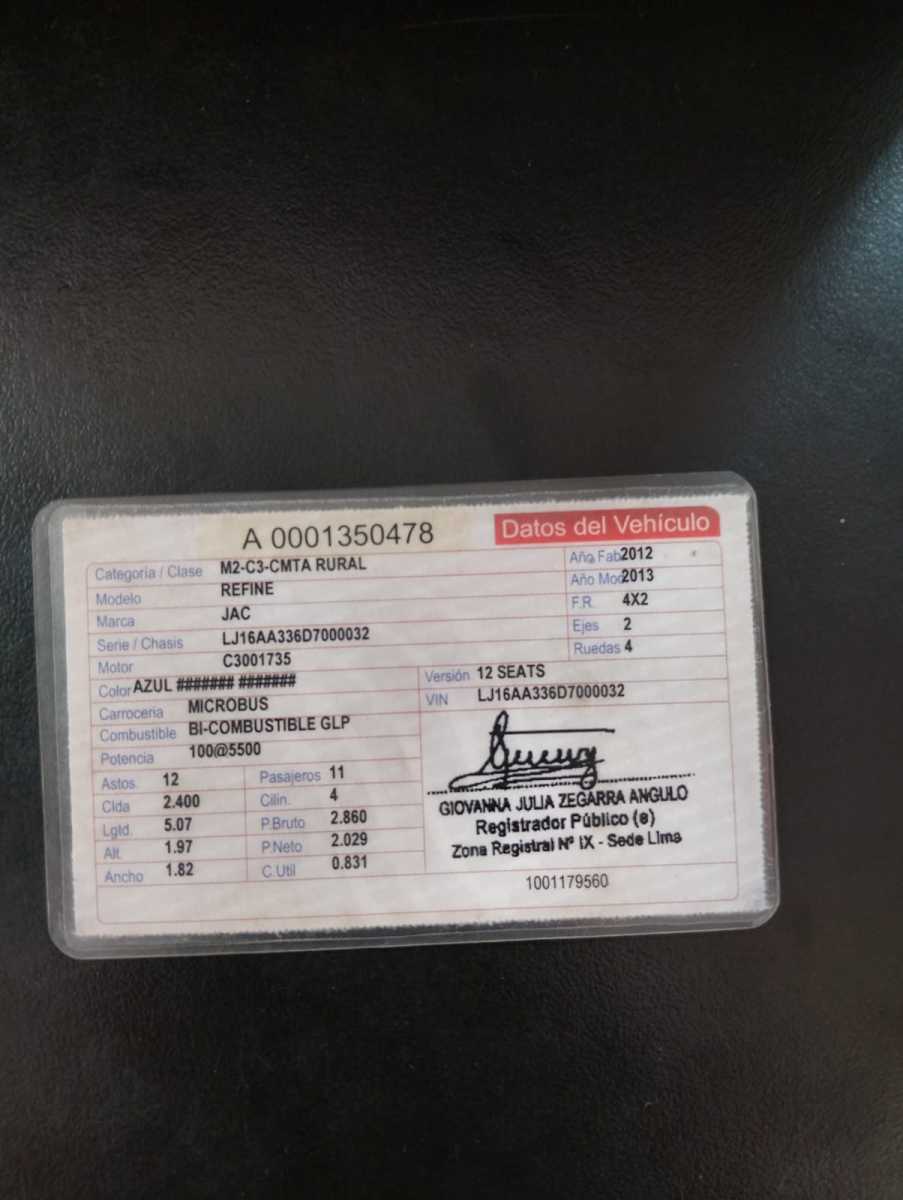 A 0001350478 Datos del Vehículo
Categoria / Clase M2-C3-CMTA RURAL Año Fab 2012
Modelo REFINE Año Mod 2013
Marca JAC F.R. 4X2
Serie / Chasis LJ16AA336D7000032 Ejes 2
Motor C3001735 Ruedas 4
Color AZUL ####### ####### Versión 12 SEATS
Carroceria MICROBUS VIN LJ16AA336D7000032
Combustible BI-COMBUSTIBLE GLP
Potencia 100@5500
Astos. 12 Pasajeros 11
Clda 2.400 Cilin. 4
Lgtd. 5.07 P.Bruto 2.860
Alt. 1.97 P.Neto 2.029
Ancho 1.82 C.Util 0.831
GIOVANNA JULIA ZEGARRA ANGULO
Registrador Público (e)
Zona Registral Nº IX - Sede Lima
1001179560